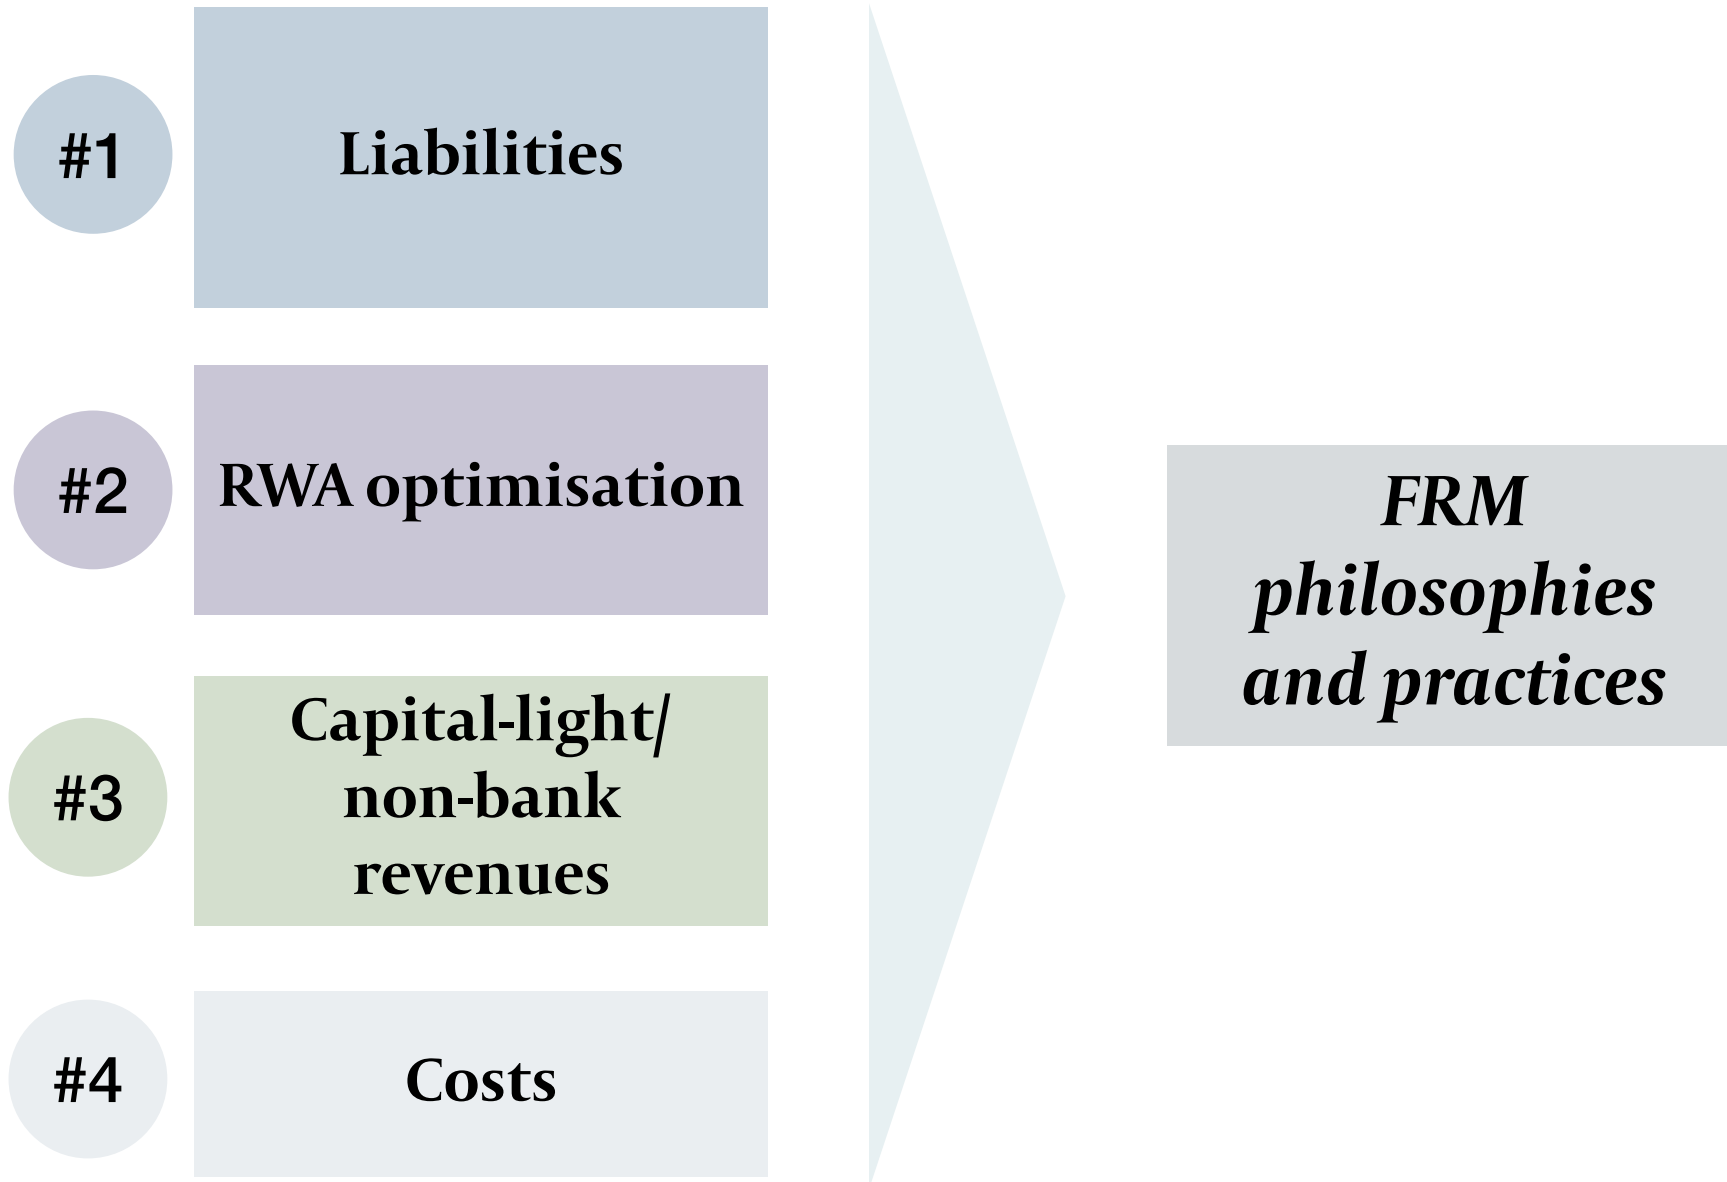 #1
Liabilities
#2
RWA optimisation
#3
Capital-light/
non-bank
revenues
#4
Costs
FRM
philosophies
and practices